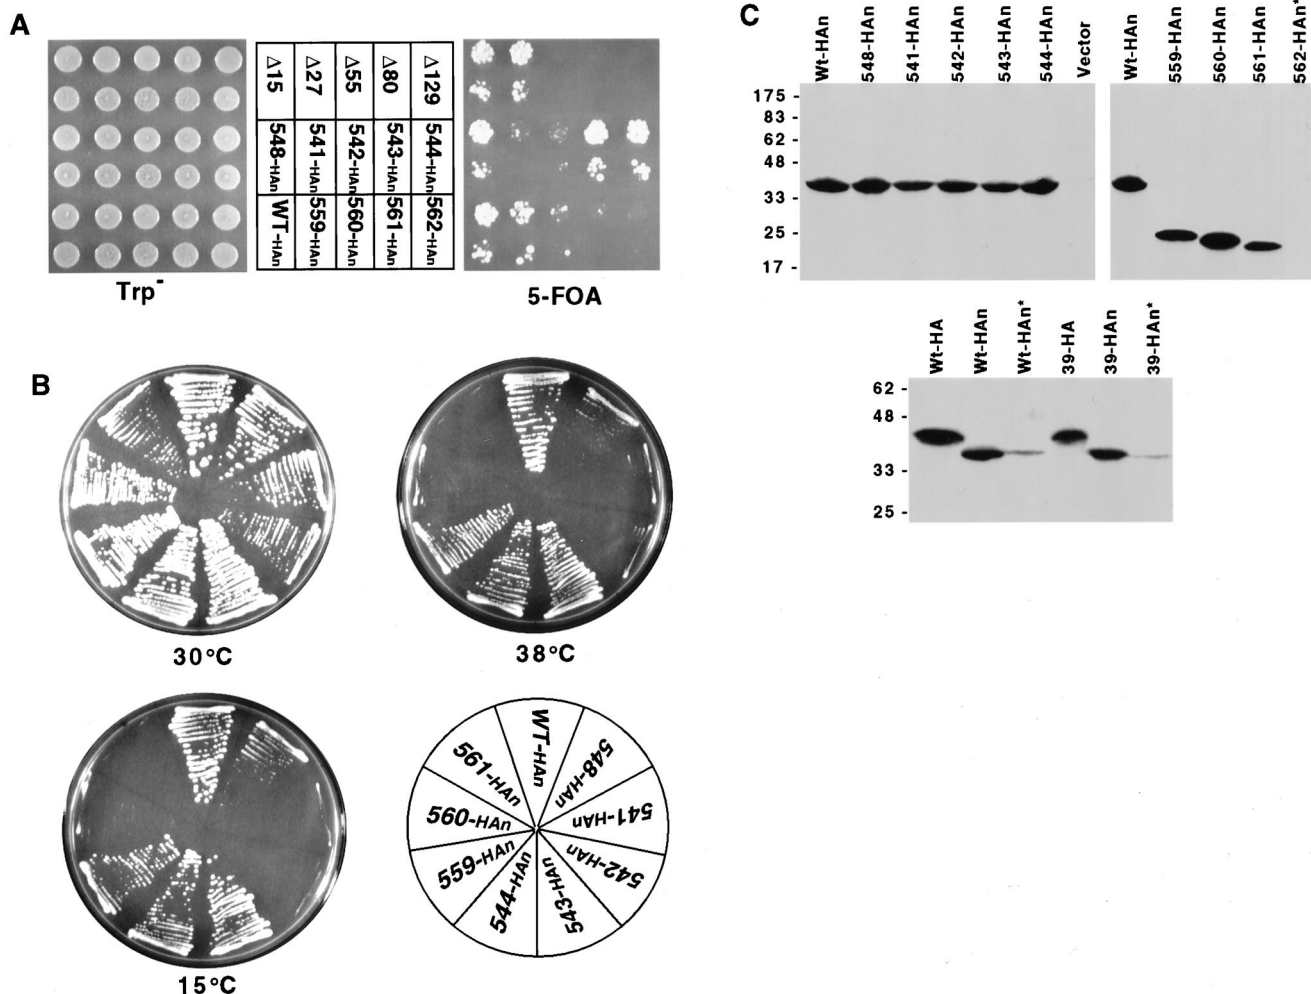 A
Δ15 Δ27 Δ55 Δ80 Δ129
548-HAn 541-HAn 542-HAn 543-HAn 544-HAn
WT-HAn 559-HAn 560-HAn 561-HAn 562-HAn
Trp-
5-FOA
B
30°C
38°C
15°C
WT-HAn
548-HAn
541-HAn
542-HAn
543-HAn
544-HAn
559-HAn
560-HAn
561-HAn
C
Wt-HAn 548-HAn 541-HAn 542-HAn 543-HAn 544-HAn Vector
Wt-HAn 559-HAn 560-HAn 561-HAn 562-HAn*
175 -
83 -
62 -
48 -
33 -
25 -
17 -
Wt-HA Wt-HAn Wt-HAn* 39-HA 39-HAn 39-HAn*
62 -
48 -
33 -
25 -